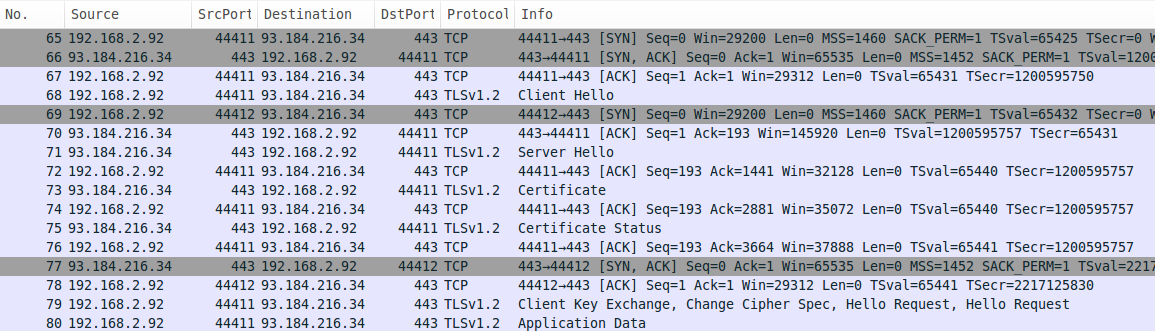 No. Source SrcPort Destination DstPort Protocol Info
65 192.168.2.92 44411 93.184.216.34 443 TCP 44411→443 [SYN] Seq=0 Win=29200 Len=0 MSS=1460 SACK_PERM=1 TSval=65425 TSecr=0 W
66 93.184.216.34 443 192.168.2.92 44411 TCP 443→44411 [SYN, ACK] Seq=0 Ack=1 Win=65535 Len=0 MSS=1452 SACK_PERM=1 TSval=1200
67 192.168.2.92 44411 93.184.216.34 443 TCP 44411→443 [ACK] Seq=1 Ack=1 Win=29312 Len=0 TSval=65431 TSecr=1200595750
68 192.168.2.92 44411 93.184.216.34 443 TLSv1.2 Client Hello
69 192.168.2.92 44412 93.184.216.34 443 TCP 44412→443 [SYN] Seq=0 Win=29200 Len=0 MSS=1460 SACK_PERM=1 TSval=65432 TSecr=0 W
70 93.184.216.34 443 192.168.2.92 44411 TCP 443→44411 [ACK] Seq=1 Ack=193 Win=145920 Len=0 TSval=1200595757 TSecr=65431
71 93.184.216.34 443 192.168.2.92 44411 TLSv1.2 Server Hello
72 192.168.2.92 44411 93.184.216.34 443 TCP 44411→443 [ACK] Seq=193 Ack=1441 Win=32128 Len=0 TSval=65440 TSecr=1200595757
73 93.184.216.34 443 192.168.2.92 44411 TLSv1.2 Certificate
74 192.168.2.92 44411 93.184.216.34 443 TCP 44411→443 [ACK] Seq=193 Ack=2881 Win=35072 Len=0 TSval=65440 TSecr=1200595757
75 93.184.216.34 443 192.168.2.92 44411 TLSv1.2 Certificate Status
76 192.168.2.92 44411 93.184.216.34 443 TCP 44411→443 [ACK] Seq=193 Ack=3664 Win=37888 Len=0 TSval=65441 TSecr=1200595757
77 93.184.216.34 443 192.168.2.92 44412 TCP 443→44412 [SYN, ACK] Seq=0 Ack=1 Win=65535 Len=0 MSS=1452 SACK_PERM=1 TSval=2217
78 192.168.2.92 44412 93.184.216.34 443 TCP 44412→443 [ACK] Seq=1 Ack=1 Win=29312 Len=0 TSval=65441 TSecr=2217125830
79 192.168.2.92 44411 93.184.216.34 443 TLSv1.2 Client Key Exchange, Change Cipher Spec, Hello Request, Hello Request
80 192.168.2.92 44411 93.184.216.34 443 TLSv1.2 Application Data